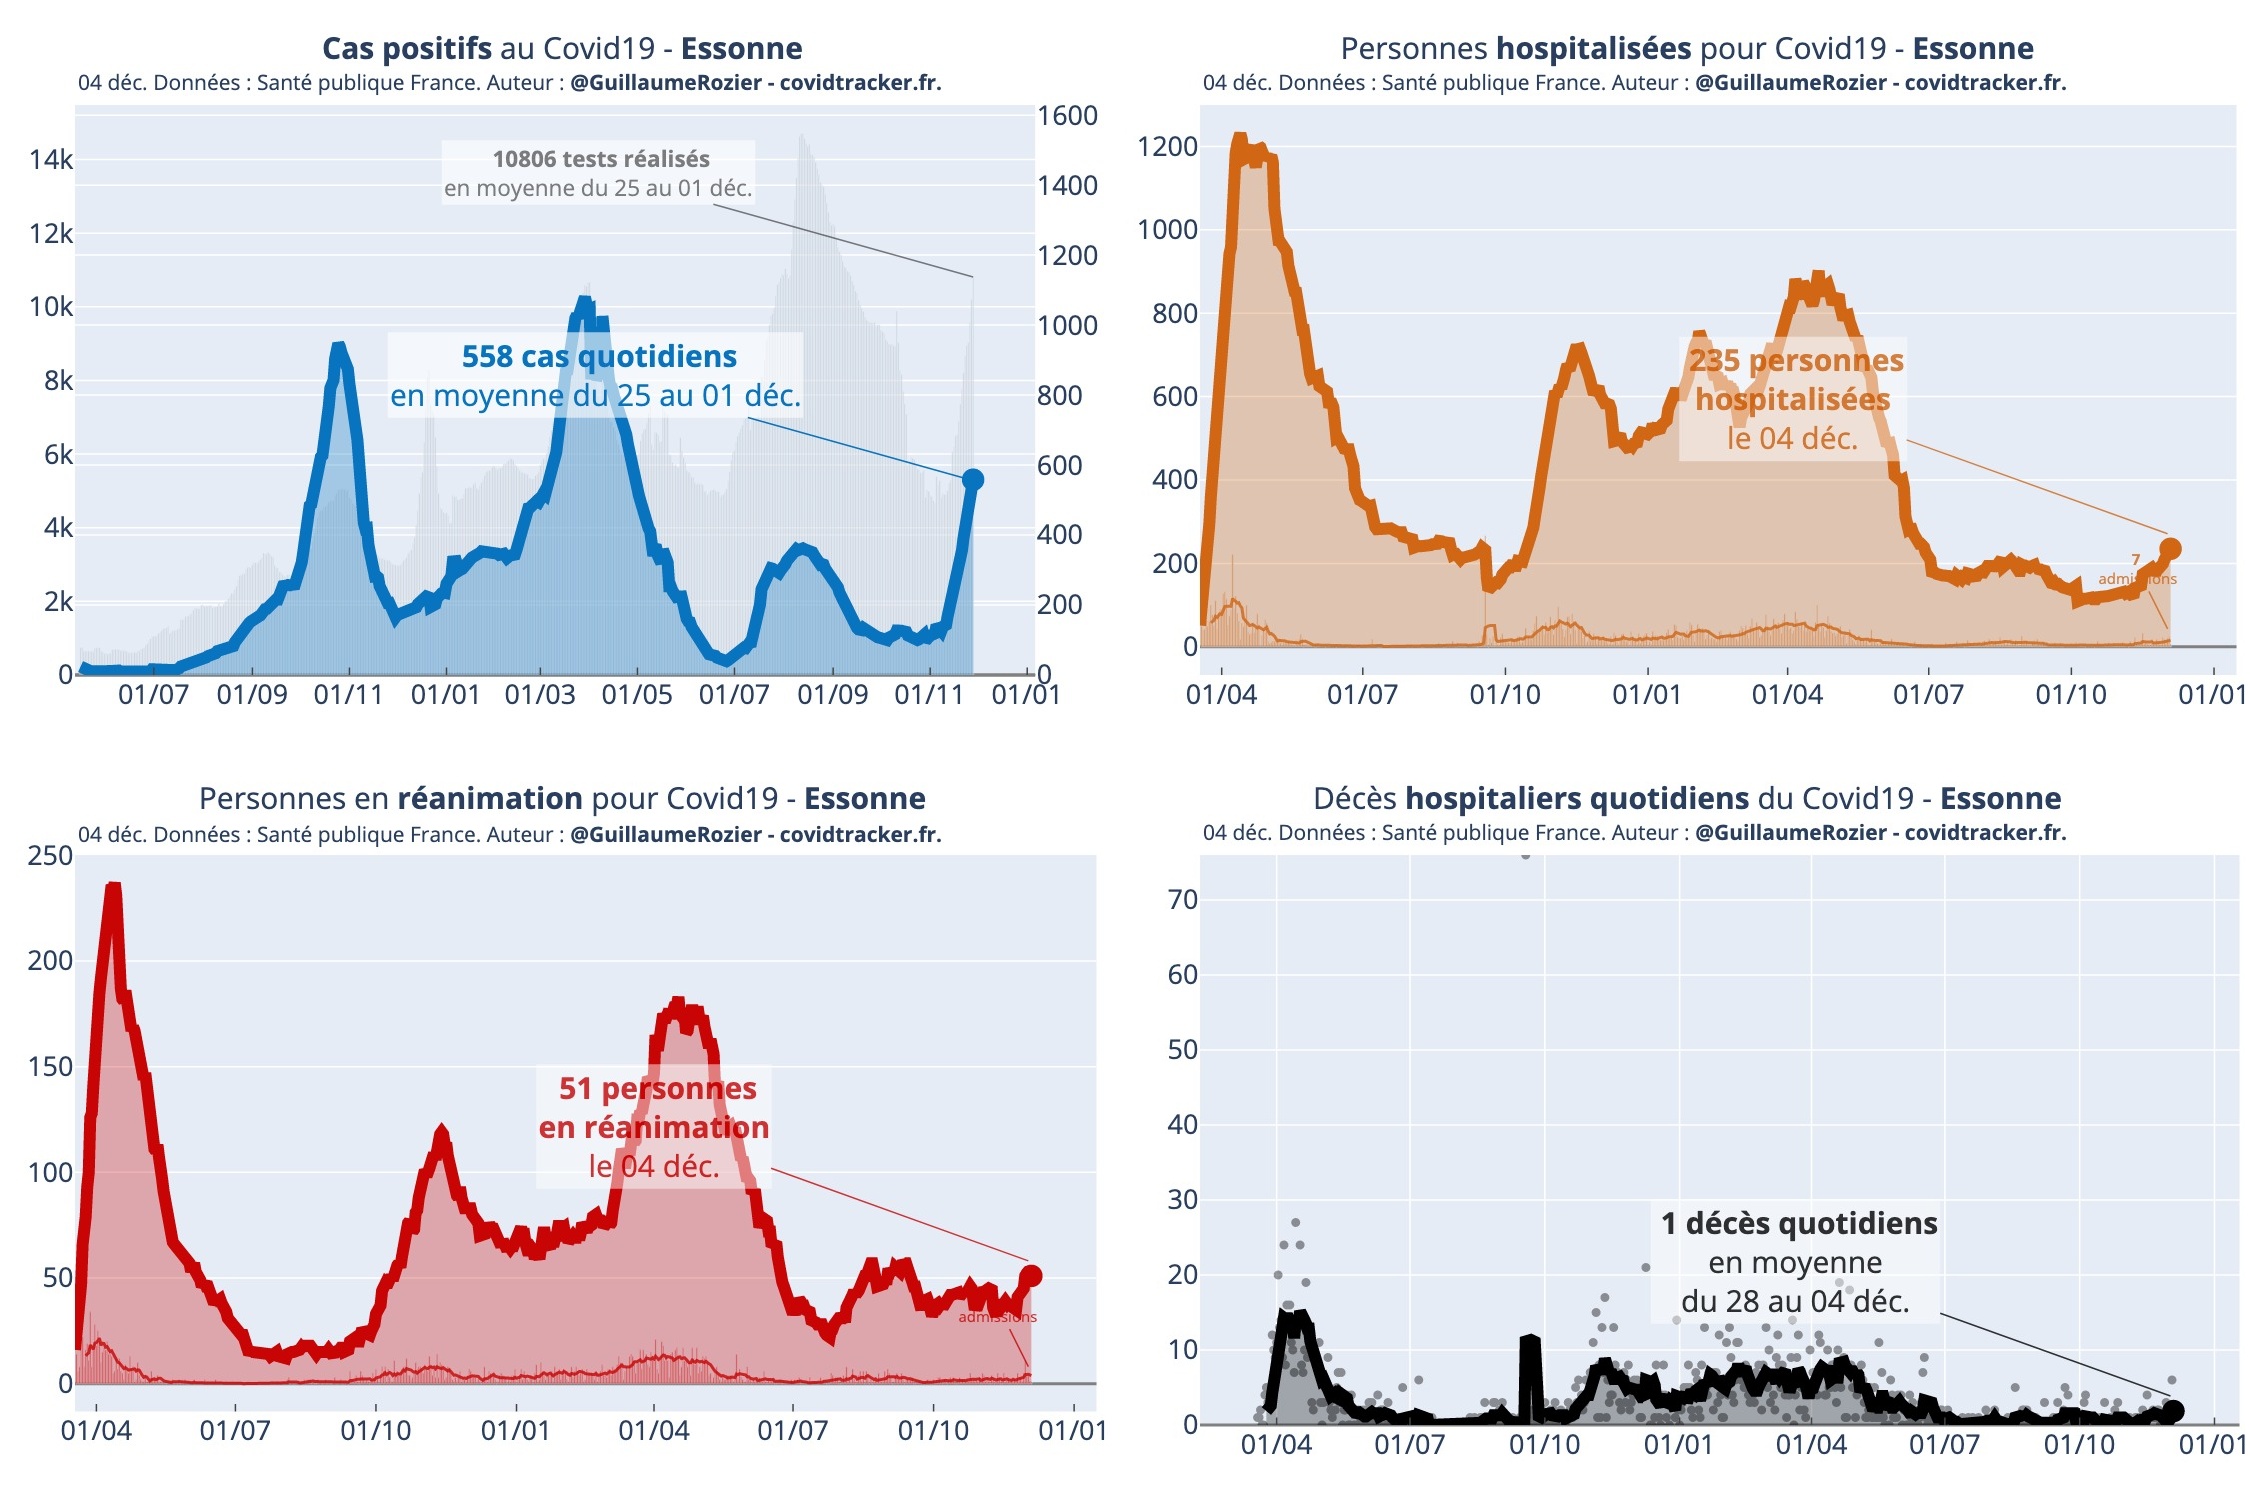 Cas positifs au Covid19 - Essonne
04 déc. Données : Santé publique France. Auteur : @GuillaumeRozier - covidtracker.fr.
1600
14k
10806 tests réalisés
en moyenne du 25 au 01 déc.
1400
12k
1200
10k
1000
558 cas quotidiens
8k
en moyenne du 25 au 01 déc.
800
6k
600
4k
400
2k
200
0
0
01/07 01/09 01/11 01/01 01/03 01/05 01/07 01/09 01/11 01/01
Personnes hospitalisées pour Covid19 - Essonne
04 déc. Données : Santé publique France. Auteur : @GuillaumeRozier - covidtracker.fr.
1200
1000
800
235 personnes
hospitalisées
le 04 déc.
600
400
200
7
admissions
0
01/04 01/07 01/10 01/01 01/04 01/07 01/10 01/01
Personnes en réanimation pour Covid19 - Essonne
04 déc. Données : Santé publique France. Auteur : @GuillaumeRozier - covidtracker.fr.
250
200
150
51 personnes
en réanimation
le 04 déc.
100
50
admissions
0
01/04 01/07 01/10 01/01 01/04 01/07 01/10 01/01
Décès hospitaliers quotidiens du Covid19 - Essonne
04 déc. Données : Santé publique France. Auteur : @GuillaumeRozier - covidtracker.fr.
70
60
50
40
30
1 décès quotidiens
en moyenne
du 28 au 04 déc.
20
10
0
01/04 01/07 01/10 01/01 01/04 01/07 01/10 01/01